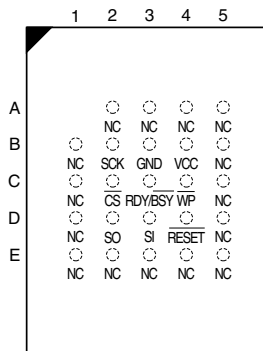 1 2 3 4 5
A
NC NC NC NC
B
NC SCK GND VCC NC
C
NC CS RDY/BSY WP NC
D
NC SO SI RESET NC
E
NC NC NC NC NC